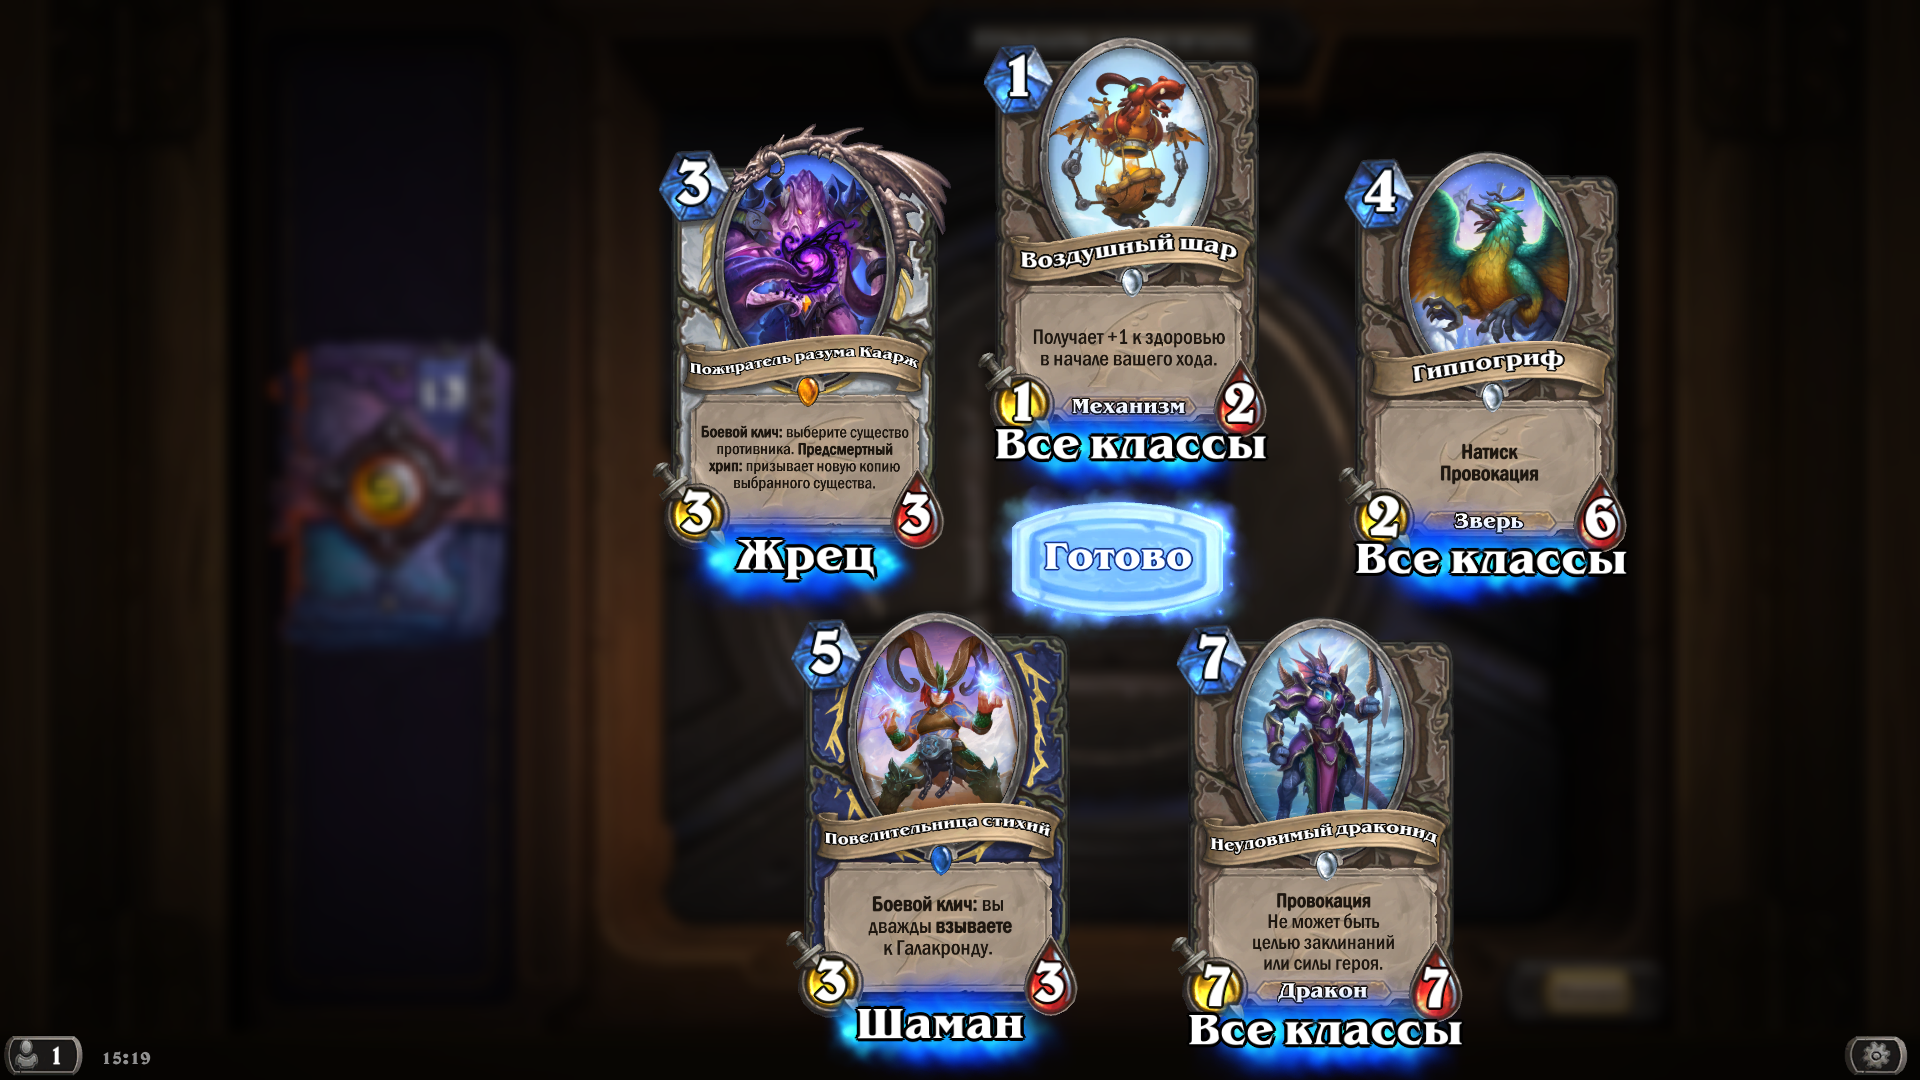 3
Пожиратель разума Каарж
Боевой клич: выберите существо
противника. Предсмертный
хрип: призывает новую копию
выбранного существа.
3
3
Жрец
1
Воздушный шар
Получает +1 к здоровью
в начале вашего хода.
1
Механизм
2
Все классы
4
Гиппогриф
Натиск
Провокация
2
Зверь
6
Все классы
Готово
5
Повелительница стихий
Боевой клич: вы
дважды взываете
к Галакронду.
3
3
Шаман
7
Неуловимый драконид
Провокация
Не может быть
целью заклинаний
или силы героя.
7
Дракон
7
Все классы
1
15:19